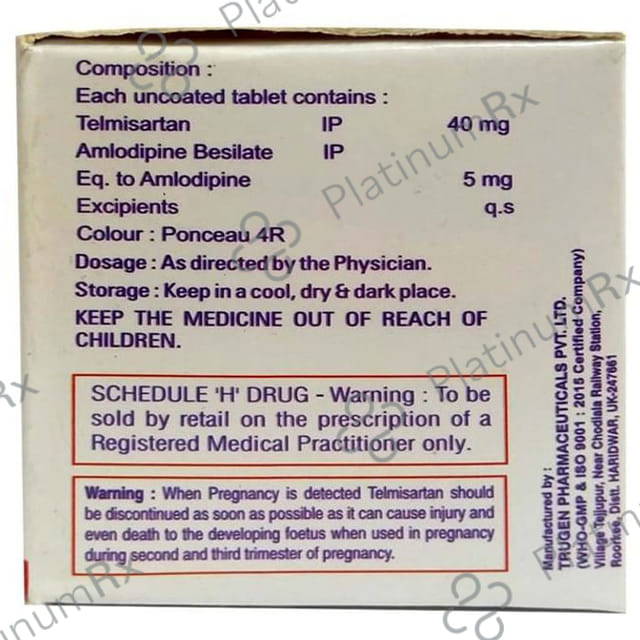 Composition :
Each uncoated tablet contains :
Telmisartan IP 40 mg
Amlodipine Besilate IP
Eq. to Amlodipine 5 mg
Excipients q.s
Colour : Ponceau 4R
Dosage : As directed by the Physician.
Storage : Keep in a cool, dry & dark place.
KEEP THE MEDICINE OUT OF REACH OF
CHILDREN.
SCHEDULE 'H' DRUG - Warning : To be
sold by retail on the prescription of a
Registered Medical Practitioner only.
Warning : When Pregnancy is detected Telmisartan should
be discontinued as soon as possible as it can cause injury and
even death to the developing foetus when used in pregnancy
during second and third trimester of pregnancy.
Manufactured by :
TRUGEN PHARMACEUTICALS PVT. LTD.
(WHO-GMP & ISO 9001 : 2015 Certified Company)
Village Tejjupur, Near Chodiala Railway Station,
Roorkee, Distt. HARIDWAR, UK-247661
PlatinumRx
PlatinumRx
PlatinumRx
Rx
inumRx
Pla